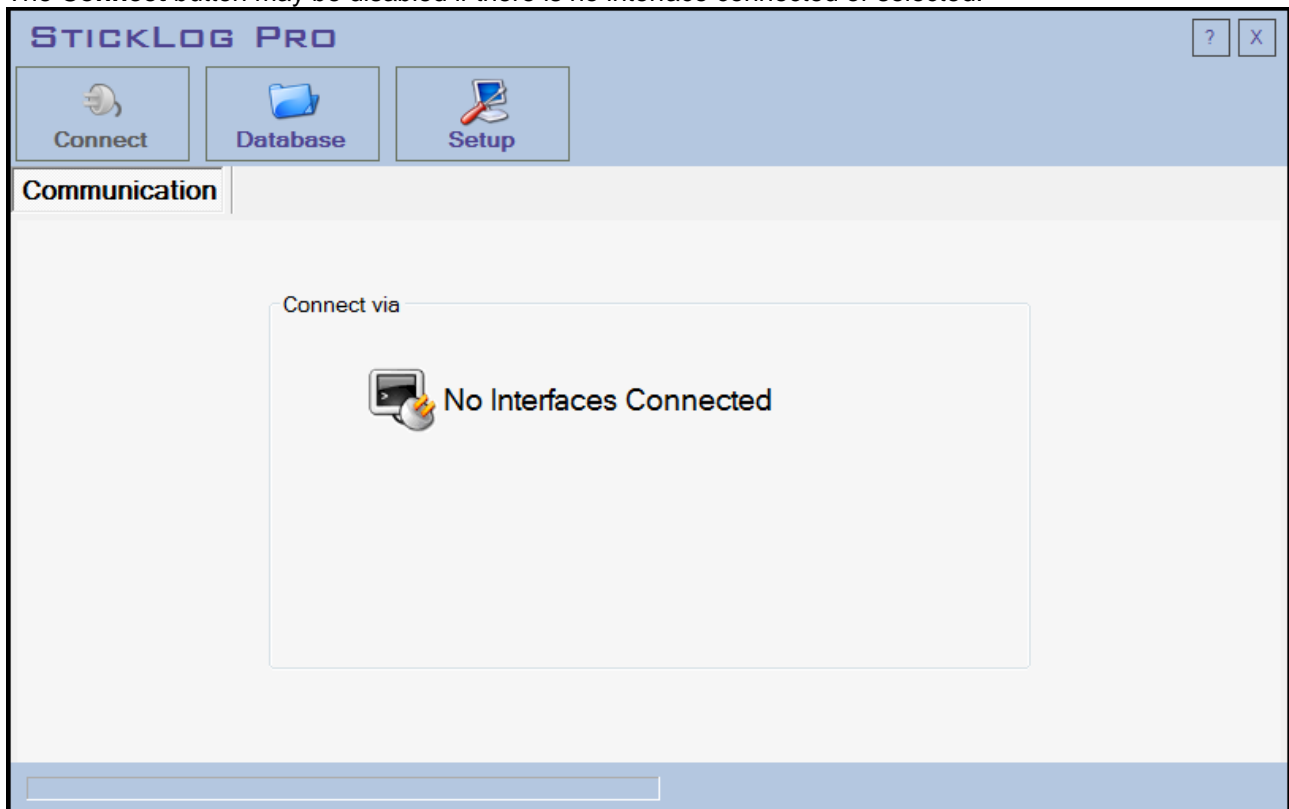 The Connect button may be disabled if there is no interface connected or selected.
STICKLOG PRO
? X
Connect Database Setup
Communication
Connect via
No Interfaces Connected